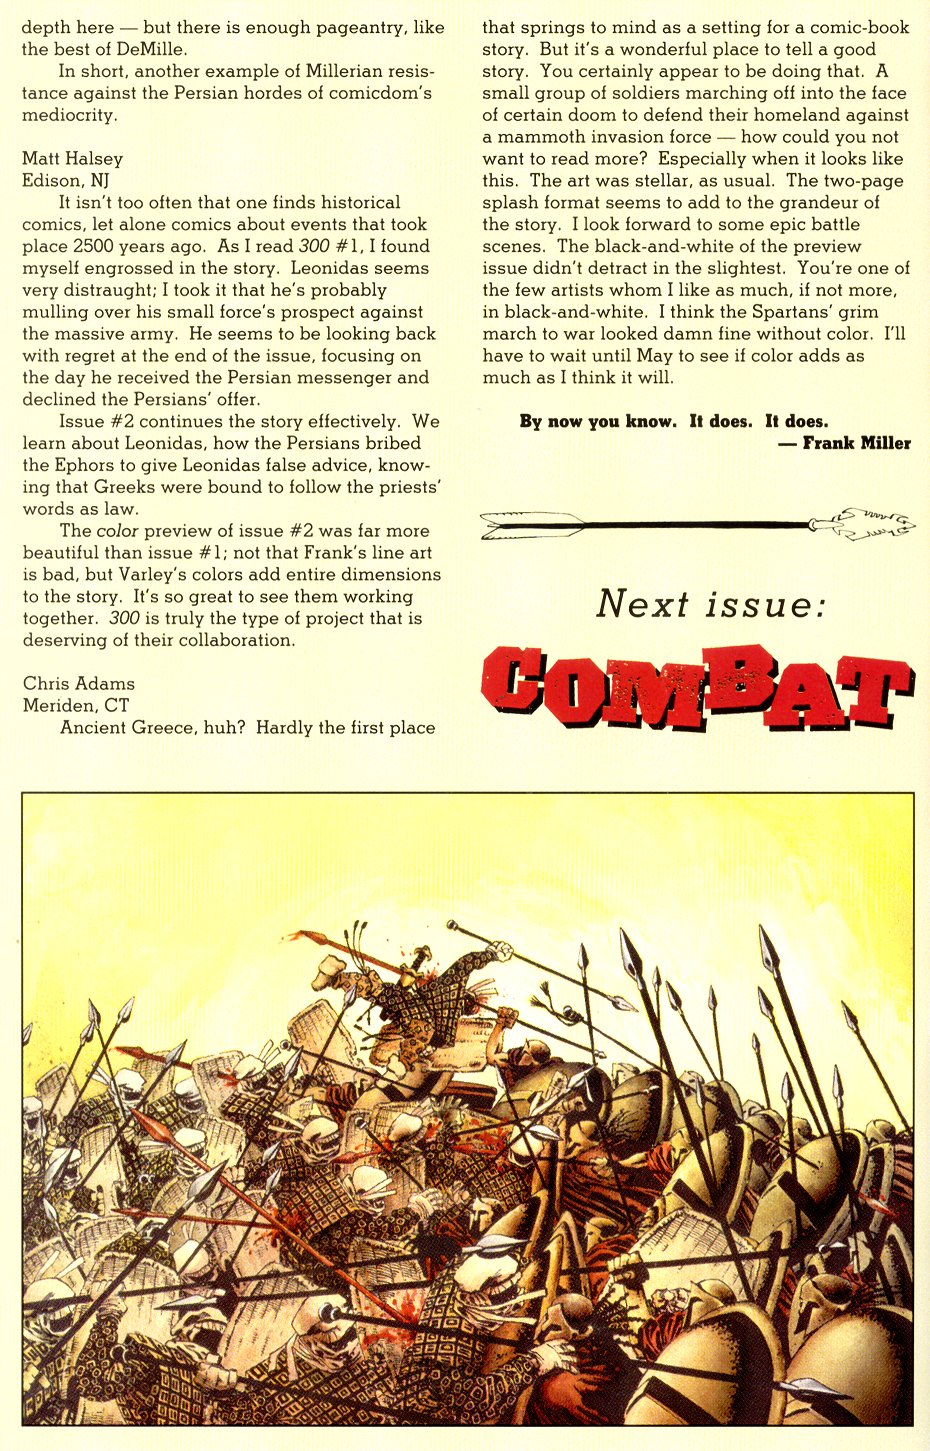 depth here — but there is enough pageantry, like
the best of DeMille.
In short, another example of Millerian resis-
tance against the Persian hordes of comicdom's
mediocrity.
Matt Halsey
Edison, NJ
It isn't too often that one finds historical
comics, let alone comics about events that took
place 2500 years ago.  As I read 300 #1, I found
myself engrossed in the story.  Leonidas seems
very distraught; I took it that he's probably
mulling over his small force's prospect against
the massive army.  He seems to be looking back
with regret at the end of the issue, focusing on
the day he received the Persian messenger and
declined the Persians' offer.
Issue #2 continues the story effectively.  We
learn about Leonidas, how the Persians bribed
the Ephors to give Leonidas false advice, know-
ing that Greeks were bound to follow the priests'
words as law.
The color preview of issue #2 was far more
beautiful than issue #1; not that Frank's line art
is bad, but Varley's colors add entire dimensions
to the story.  It's so great to see them working
together.  300 is truly the type of project that is
deserving of their collaboration.
Chris Adams
Meriden, CT
Ancient Greece, huh?  Hardly the first place
that springs to mind as a setting for a comic-book
story.  But it's a wonderful place to tell a good
story.  You certainly appear to be doing that.  A
small group of soldiers marching off into the face
of certain doom to defend their homeland against
a mammoth invasion force — how could you not
want to read more?  Especially when it looks like
this.  The art was stellar, as usual.  The two-page
splash format seems to add to the grandeur of
the story.  I look forward to some epic battle
scenes.  The black-and-white of the preview
issue didn't detract in the slightest.  You're one of
the few artists whom I like as much, if not more,
in black-and-white.  I think the Spartans' grim
march to war looked damn fine without color.  I'll
have to wait until May to see if color adds as
much as I think it will.
By now you know.  It does.  It does.
— Frank Miller
Next issue:
COMBAT